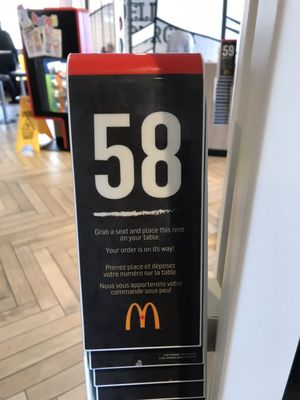 58
Grab a seat and place this tent
on your table.
Your order is on its way!
Prenez place et déposez
votre numéro sur la table.
Nous vous apporterons votre
commande sous peu!
59